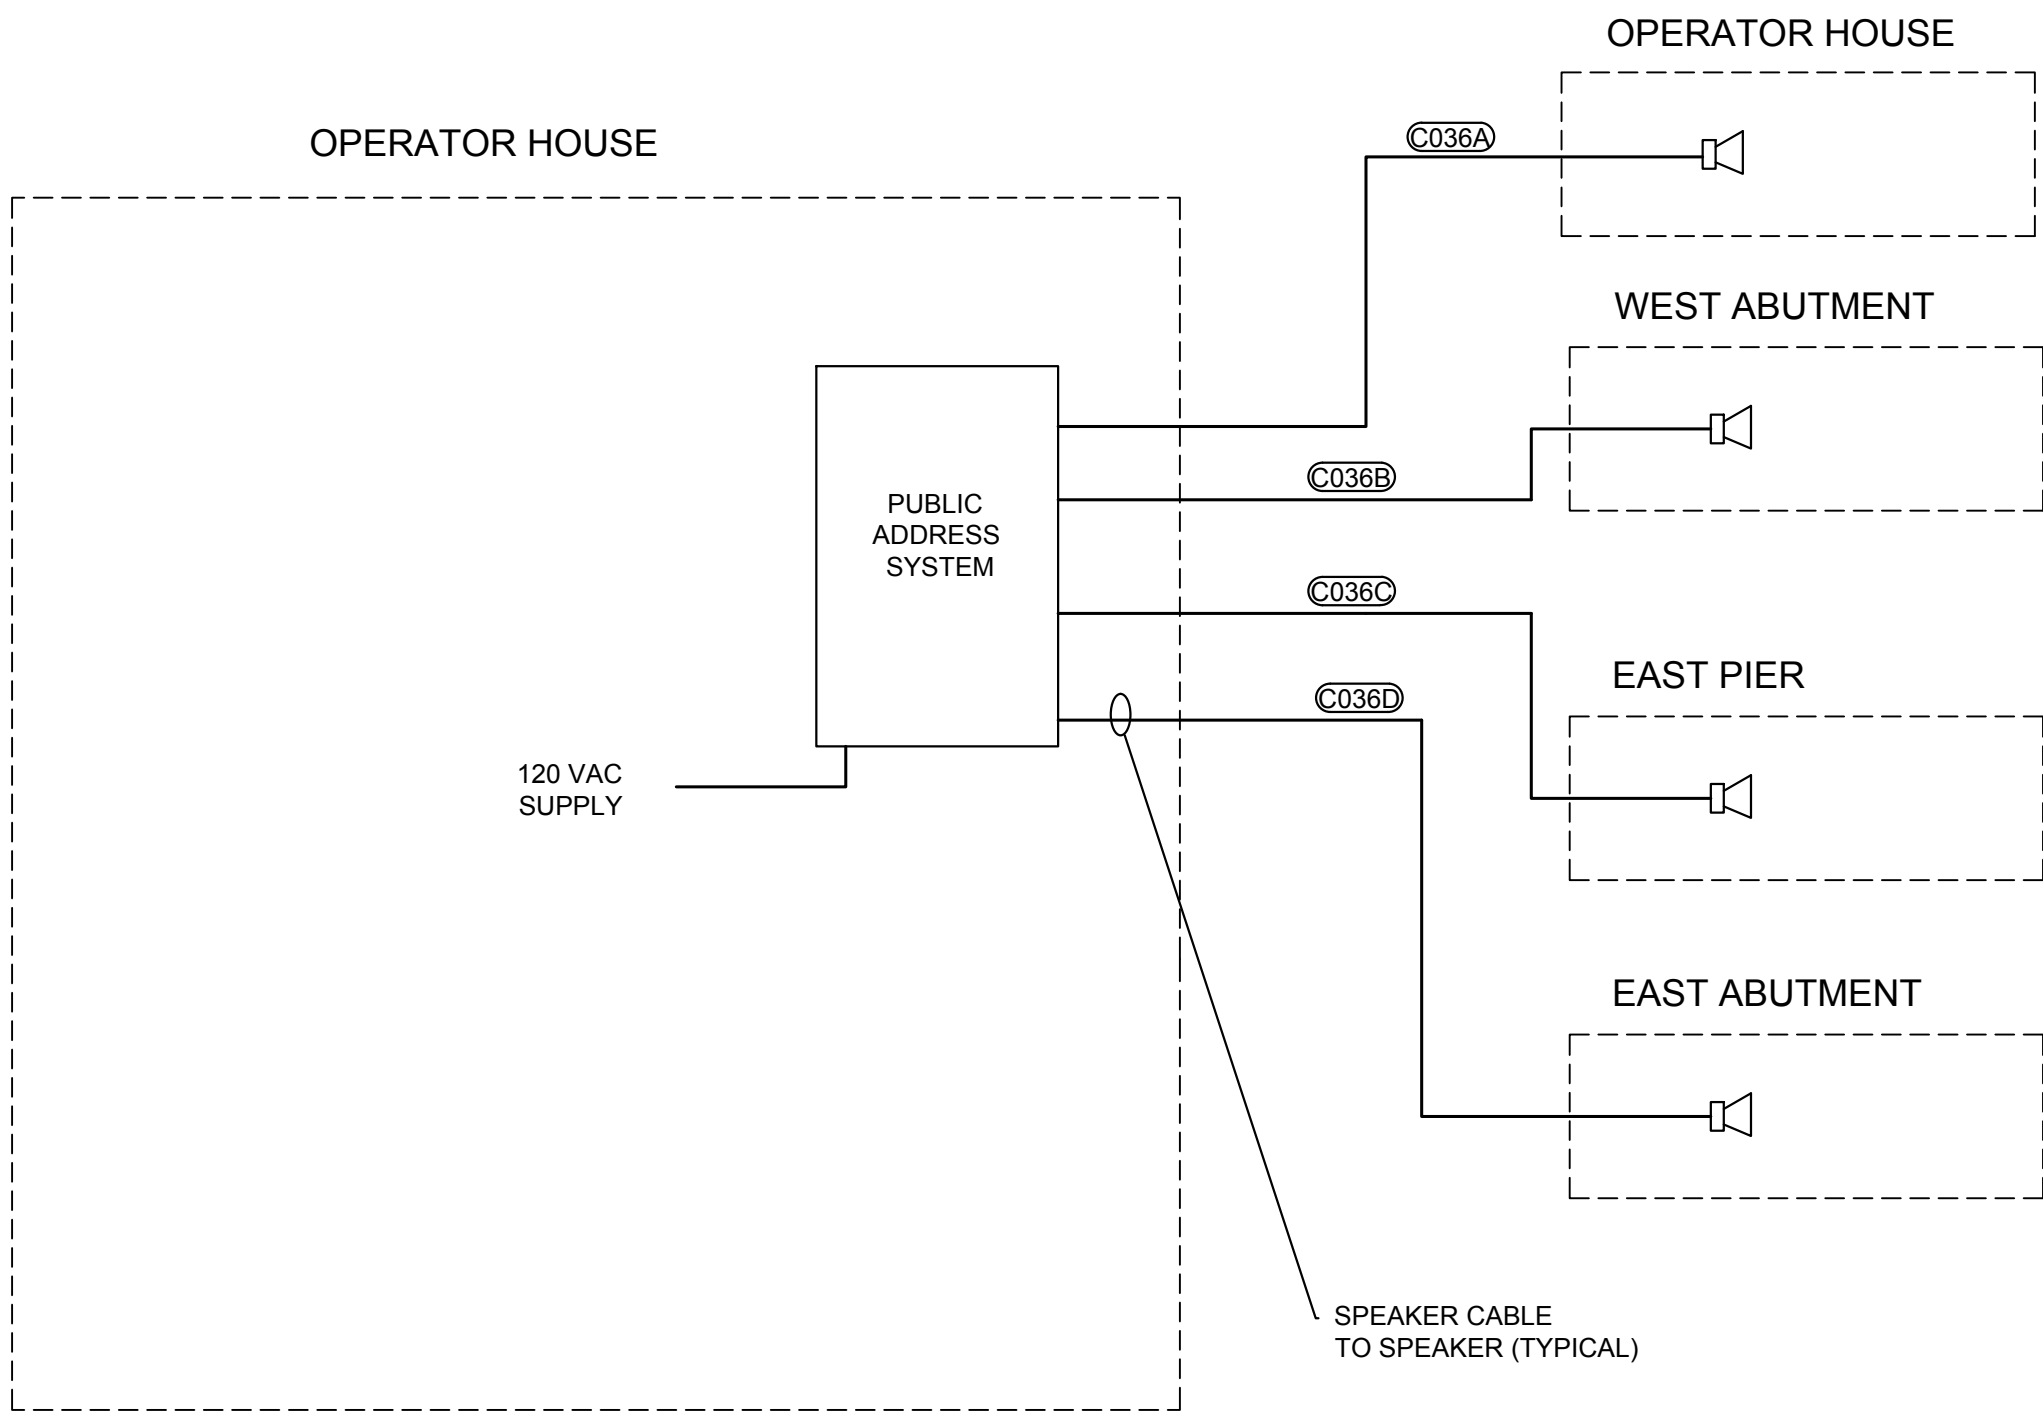 OPERATOR HOUSE
OPERATOR HOUSE
C036A
WEST ABUTMENT
C036B
PUBLIC
ADDRESS
SYSTEM
C036C
EAST PIER
C036D
120 VAC
SUPPLY
EAST ABUTMENT
SPEAKER CABLE
TO SPEAKER (TYPICAL)